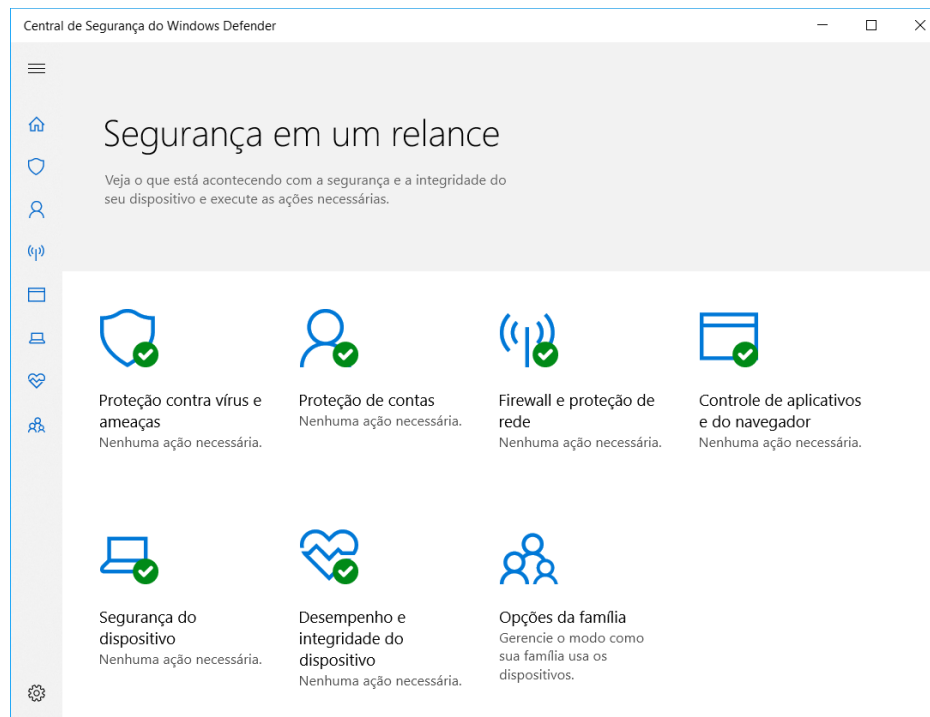 Central de Segurança do Windows Defender
Segurança em um relance
Veja o que está acontecendo com a segurança e a integridade do
seu dispositivo e execute as ações necessárias.
Proteção contra vírus e
ameaças
Nenhuma ação necessária.
Proteção de contas
Nenhuma ação necessária.
Firewall e proteção de
rede
Nenhuma ação necessária.
Controle de aplicativos
e do navegador
Nenhuma ação necessária.
Segurança do
dispositivo
Nenhuma ação necessária.
Desempenho e
integridade do
dispositivo
Nenhuma ação necessária.
Opções da família
Gerencie o modo como
sua família usa os
dispositivos.